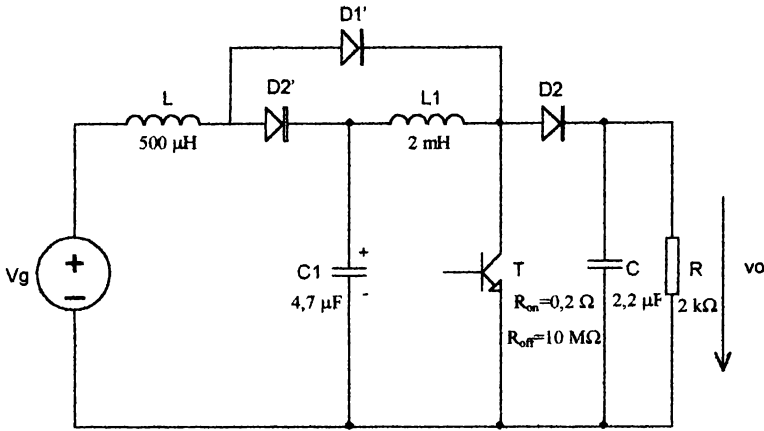 D1’
L
D2’
L1
D2
500 µH
2 mH
Vg
+
−
C1
4,7 µF
+
-
T
R_on=0,2 Ω
R_off=10 MΩ
C
2,2 µF
R
2 kΩ
vo